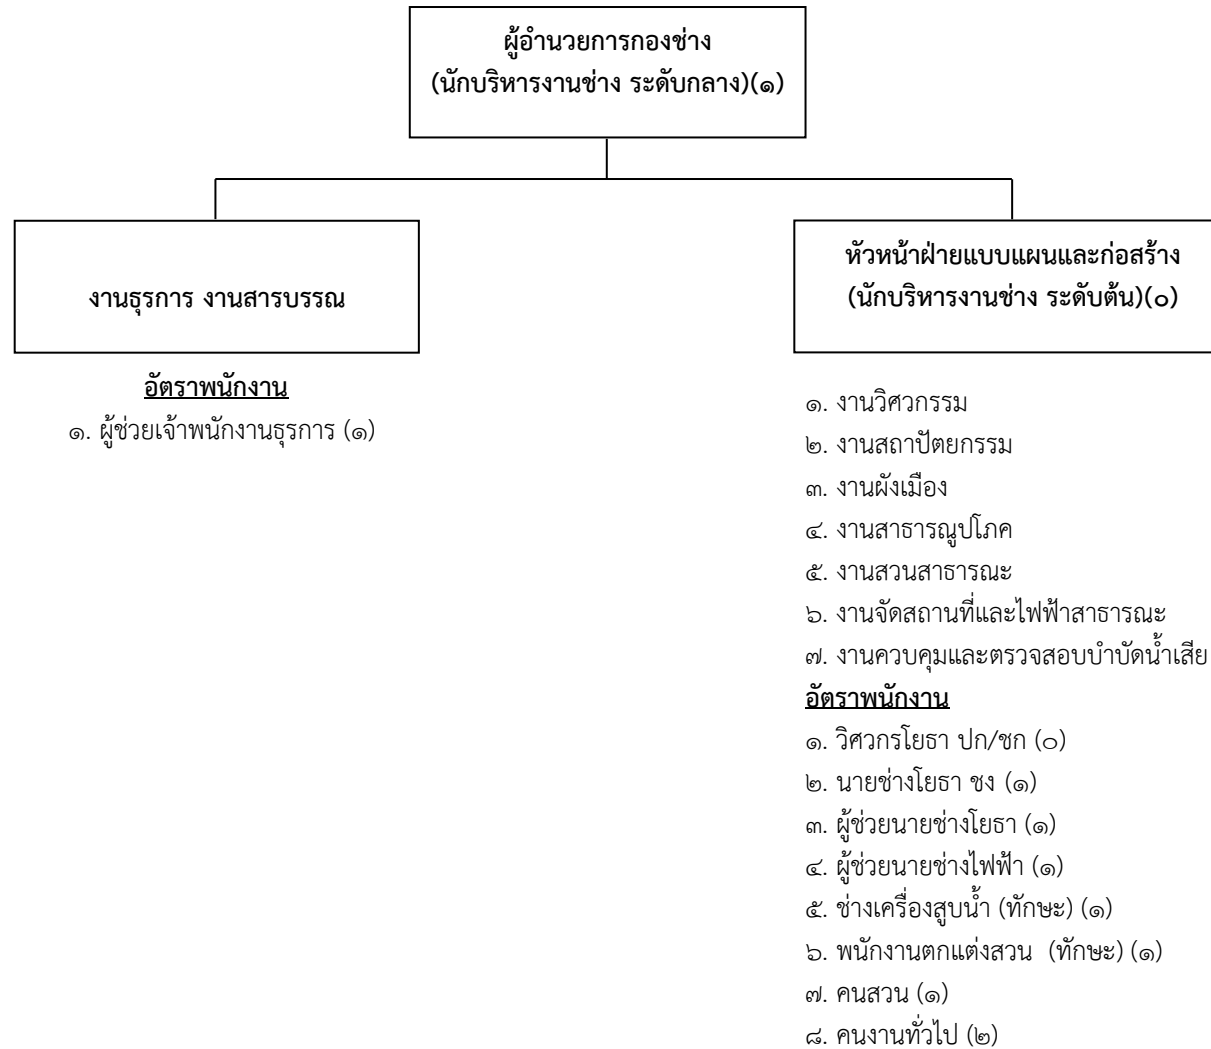 ผู้อำนวยการกองช่าง
(นักบริหารงานช่าง ระดับกลาง)(๑)
งานธุรการ งานสารบรรณ
อัตราพนักงาน
๑. ผู้ช่วยเจ้าพนักงานธุรการ (๑)
หัวหน้าฝ่ายแบบแผนและก่อสร้าง
(นักบริหารงานช่าง ระดับต้น)(๐)
๑. งานวิศวกรรม
๒. งานสถาปัตยกรรม
๓. งานผังเมือง
๔. งานสาธารณูปโภค
๕. งานสวนสาธารณะ
๖. งานจัดสถานที่และไฟฟ้าสาธารณะ
๗. งานควบคุมและตรวจสอบบำบัดน้ำเสีย
อัตราพนักงาน
๑. วิศวกรโยธา ปก/ชก (๐)
๒. นายช่างโยธา ชง (๑)
๓. ผู้ช่วยนายช่างโยธา (๑)
๔. ผู้ช่วยนายช่างไฟฟ้า (๑)
๕. ช่างเครื่องสูบน้ำ (ทักษะ) (๑)
๖. พนักงานตกแต่งสวน (ทักษะ) (๑)
๗. คนสวน (๑)
๘. คนงานทั่วไป (๒)